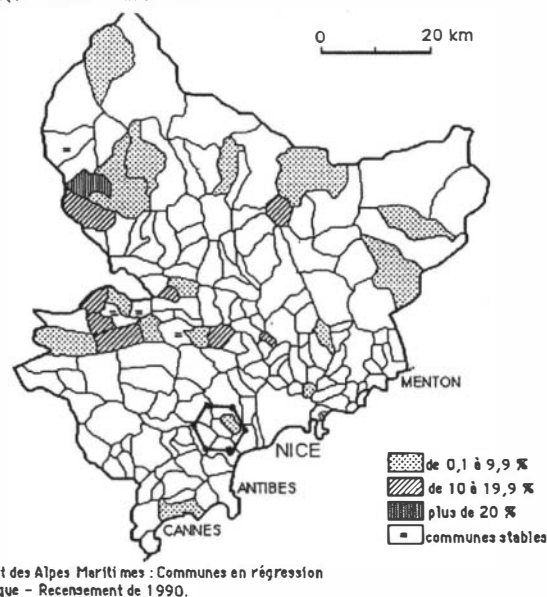 0 20 km
MENTON
NICE
ANTIBES
CANNES
de 0,1 à 9,9 %
de 10 à 19,9 %
plus de 20 %
communes stables
t des Alpes Maritimes : Communes en régression
que - Recensement de 1990.